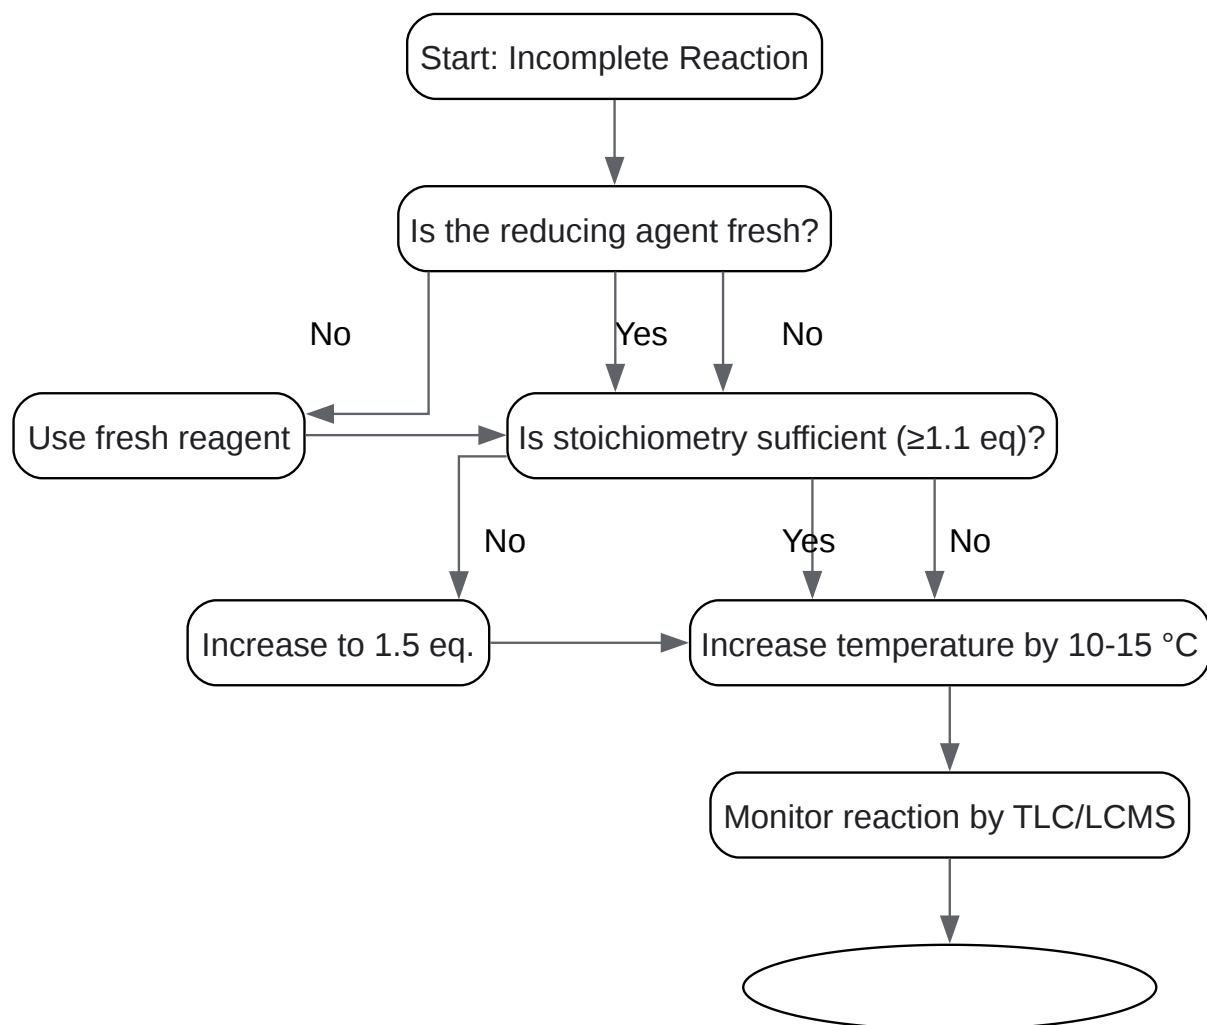 Start: Incomplete Reaction
Is the reducing agent fresh?
No
Yes
No
Use fresh reagent
Is stoichiometry sufficient (≥1.1 eq)?
No
Yes
No
Increase to 1.5 eq.
Increase temperature by 10-15 °C
Monitor reaction by TLC/LCMS